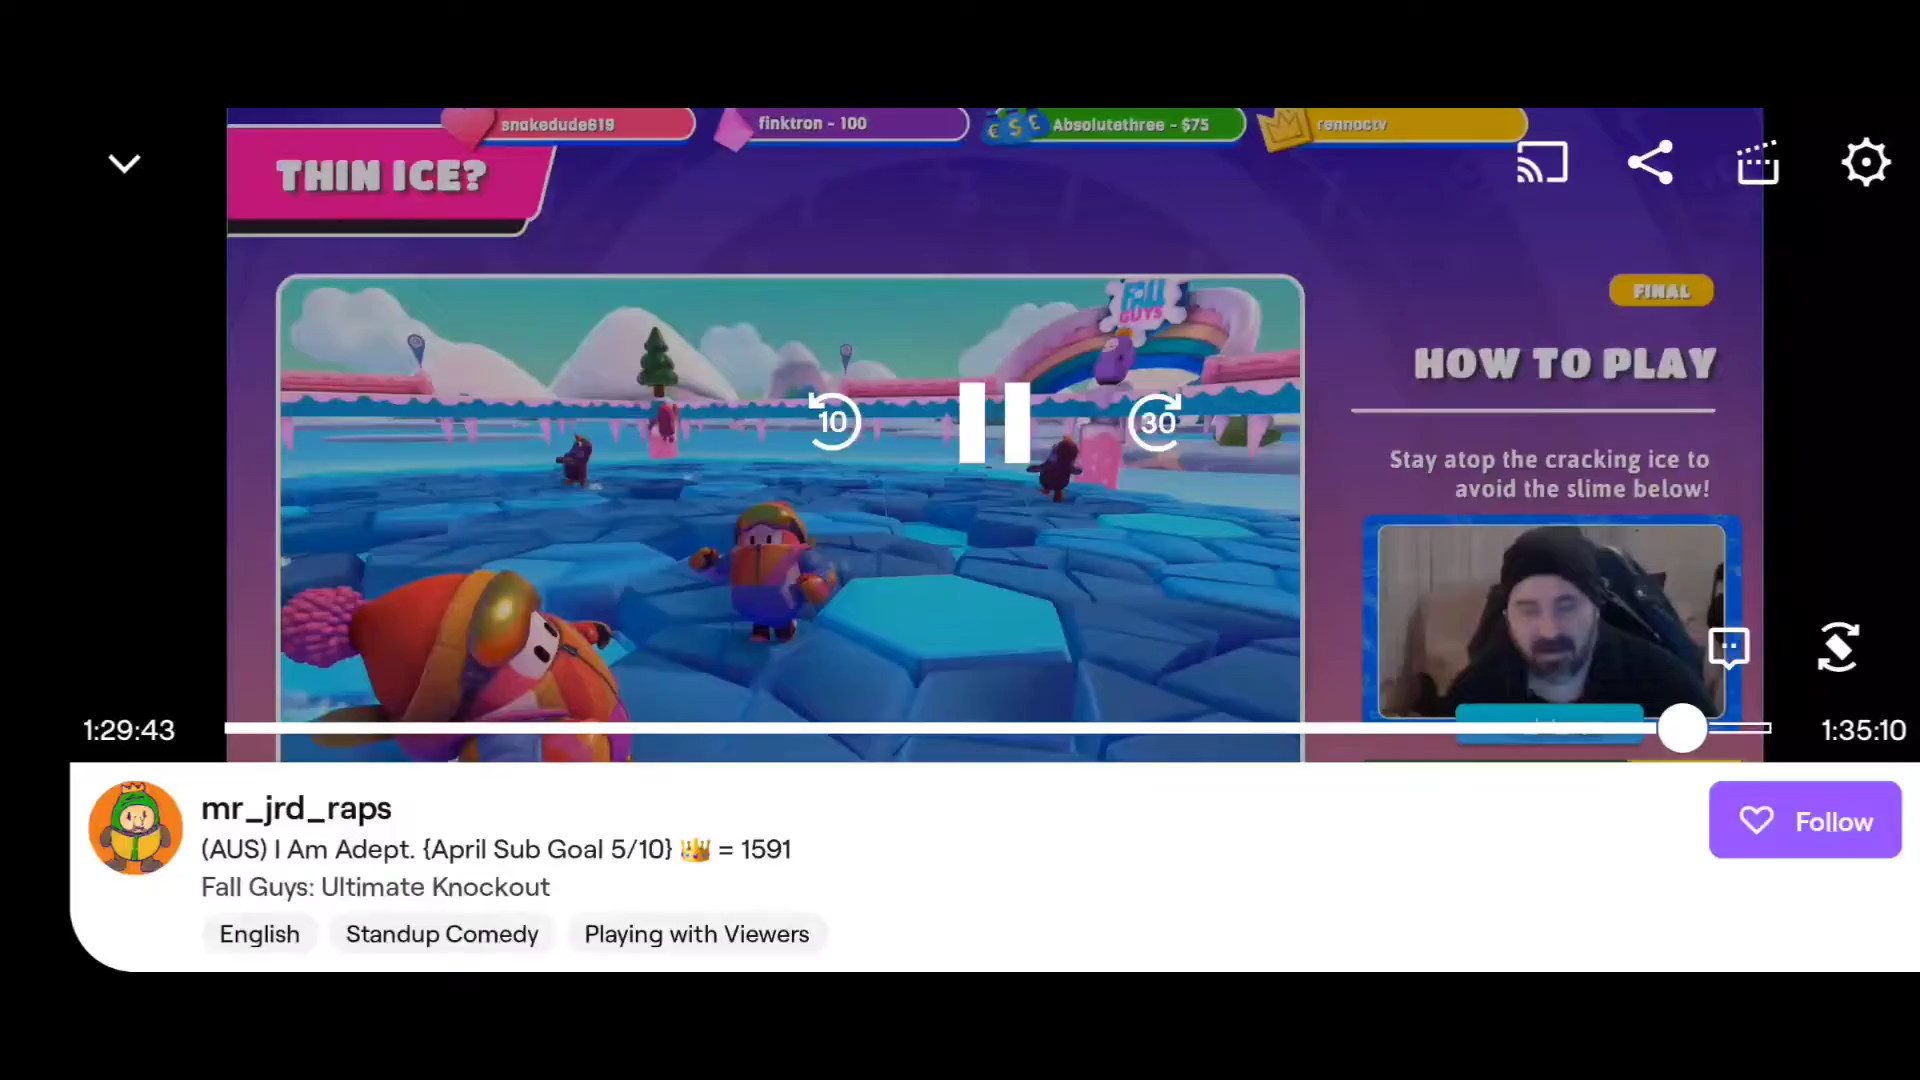 snakedude619
finktron - 100
Absolutethree - $75
rennoctv
THIN ICE?
FINAL
FALL
GUYS
HOW TO PLAY
Stay atop the cracking ice to
avoid the slime below!
10
30
1:29:43
1:35:10
mr_jrd_raps
(AUS) I Am Adept. {April Sub Goal 5/10} 👑 = 1591
Fall Guys: Ultimate Knockout
English
Standup Comedy
Playing with Viewers
Follow